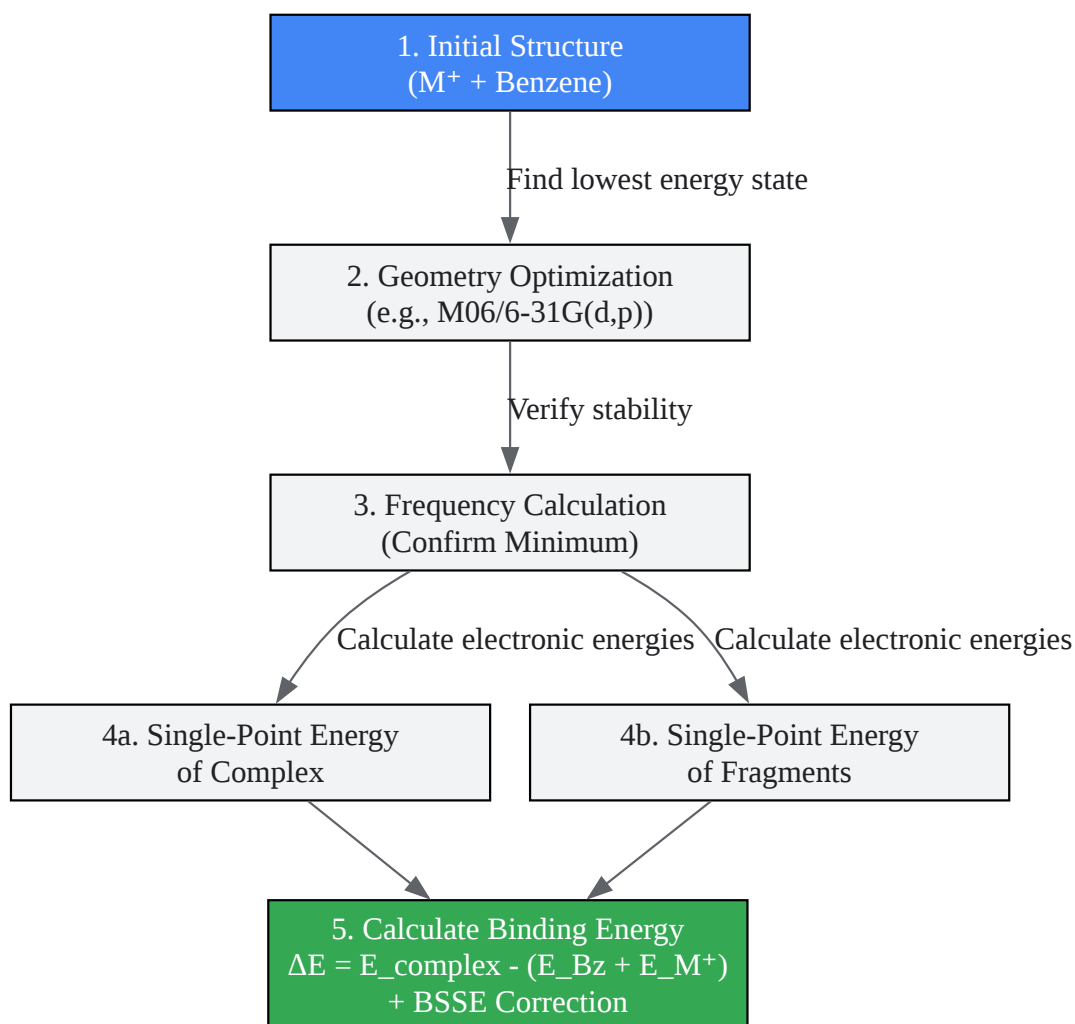 1. Initial Structure
(M⁺ + Benzene)
Find lowest energy state
2. Geometry Optimization
(e.g., M06/6-31G(d,p))
Verify stability
3. Frequency Calculation
(Confirm Minimum)
Calculate electronic energies
Calculate electronic energies
4a. Single-Point Energy
of Complex
4b. Single-Point Energy
of Fragments
5. Calculate Binding Energy
ΔE = E_complex - (E_Bz + E_M⁺)
+ BSSE Correction